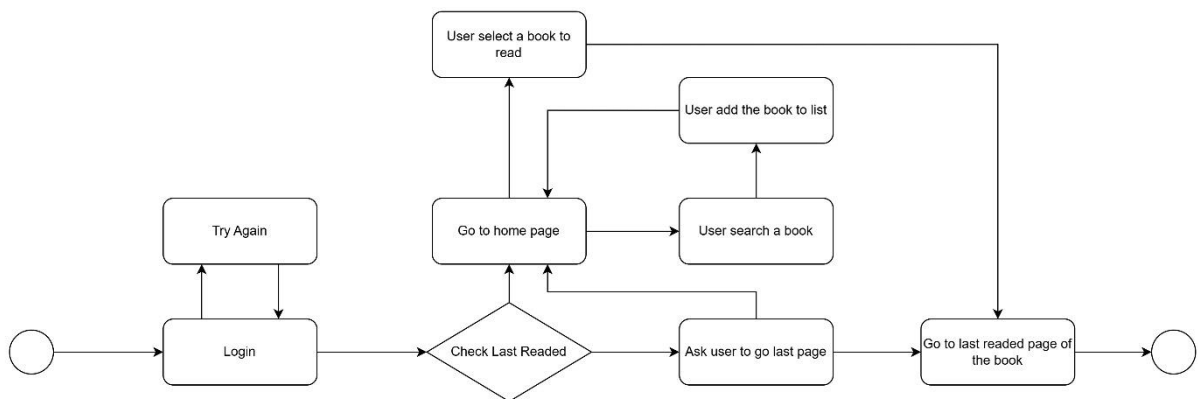 User select a book to
read
User add the book to list
Try Again
Go to home page
User search a book
Login
Check Last Readed
Ask user to go last page
Go to last readed page of
the book